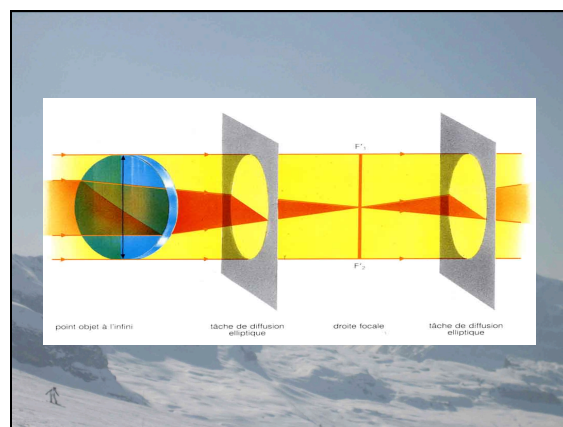 F'1
F'2
point objet à l'infini
tâche de diffusion
elliptique
droite focale
tâche de diffusion
elliptique